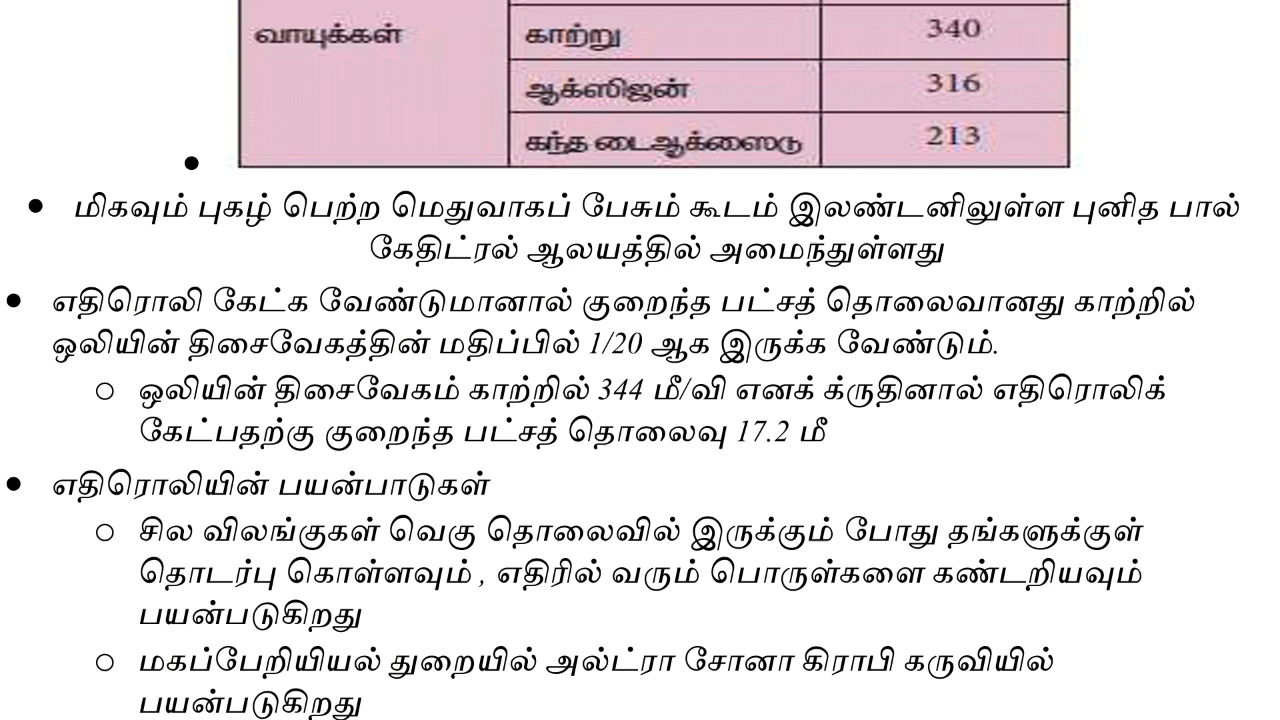 வாயுக்கள் காற்று 340
ஆக்ஸிஜன் 316
கந்த டைஆக்ஸைடு 213
மிகவும் புகழ் பெற்ற மெதுவாகப் பேசும் கூடம் இலண்டனிலுள்ள புனித பால்
கேதிட்ரல் ஆலயத்தில் அமைந்துள்ளது
எதிரொலி கேட்க வேண்டுமானால் குறைந்த பட்சத் தொலைவானது காற்றில்
ஒலியின் திசைவேகத்தின் மதிப்பில் 1/20 ஆக இருக்க வேண்டும்.
ஒலியின் திசைவேகம் காற்றில் 344 மீ/வி எனக் க்ருதினால் எதிரொலிக்
கேட்பதற்கு குறைந்த பட்சத் தொலைவு 17.2 மீ
எதிரொலியின் பயன்பாடுகள்
சில விலங்குகள் வெகு தொலைவில் இருக்கும் போது தங்களுக்குள்
தொடர்பு கொள்ளவும் , எதிரில் வரும் பொருள்களை கண்டறியவும்
பயன்படுகிறது
மகப்பேறியியல் துறையில் அல்ட்ரா சோனா கிராபி கருவியில்
பயன்படுகிறது